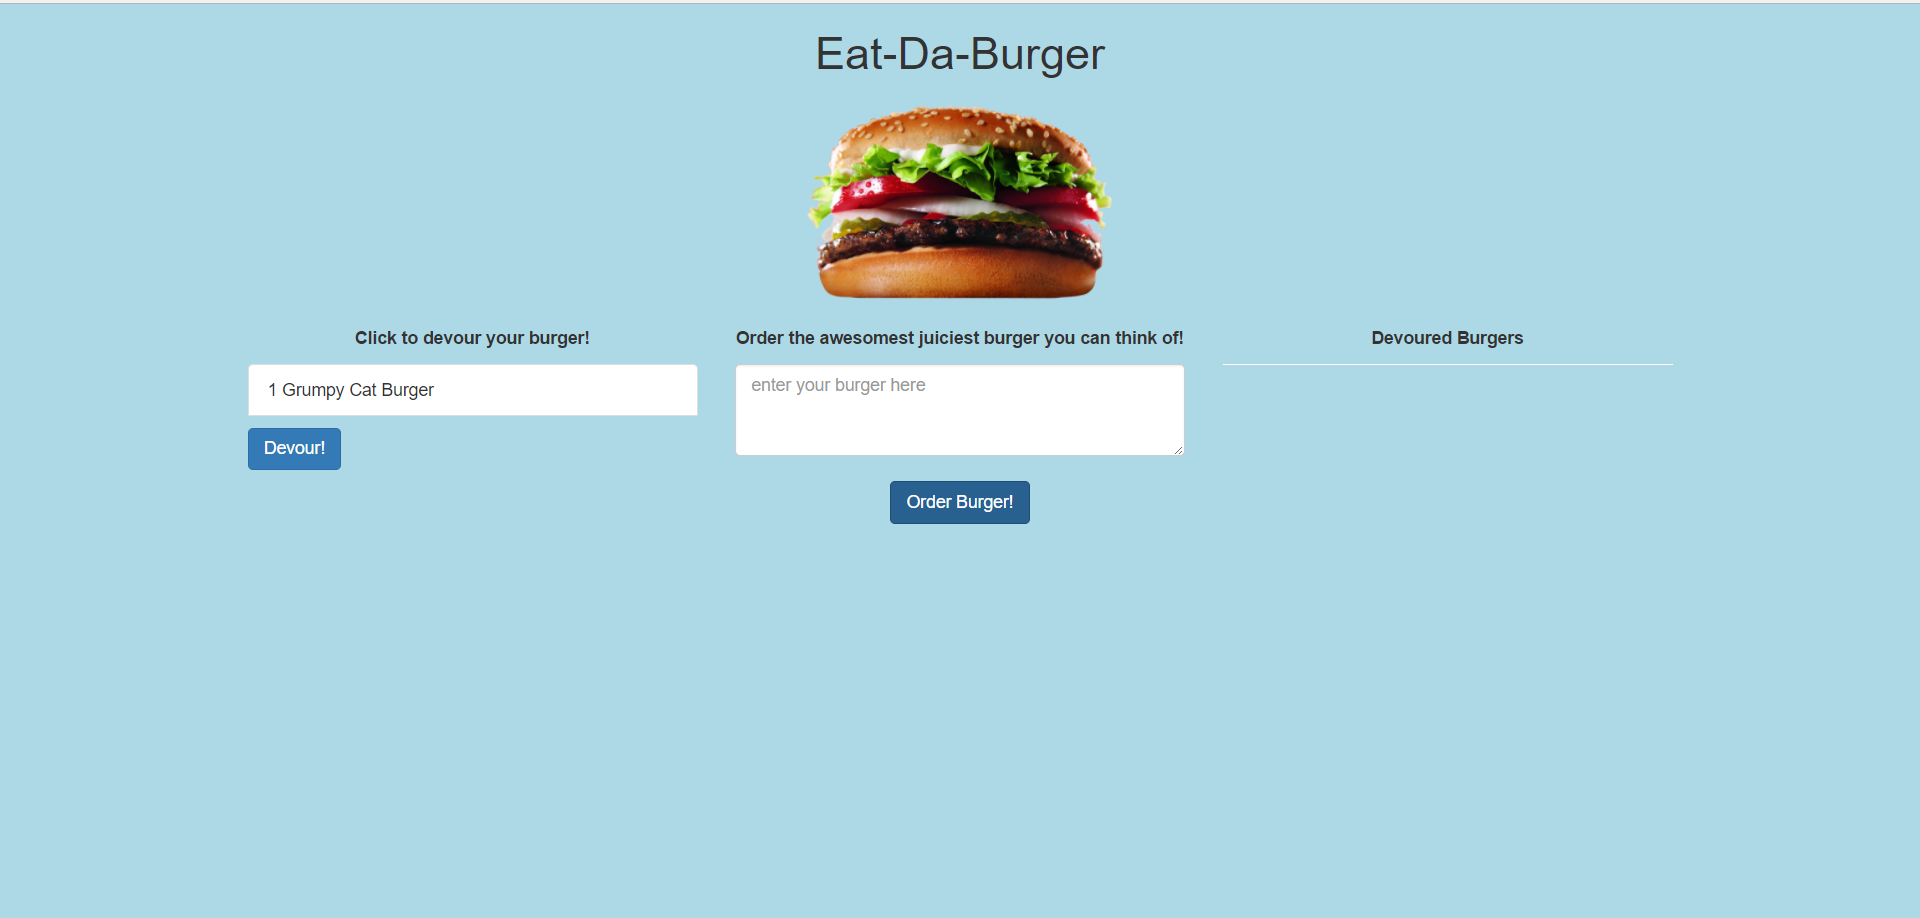 Eat-Da-Burger
Click to devour your burger!
1 Grumpy Cat Burger
Devour!
Order the awesomest juiciest burger you can think of!
enter your burger here
Order Burger!
Devoured Burgers